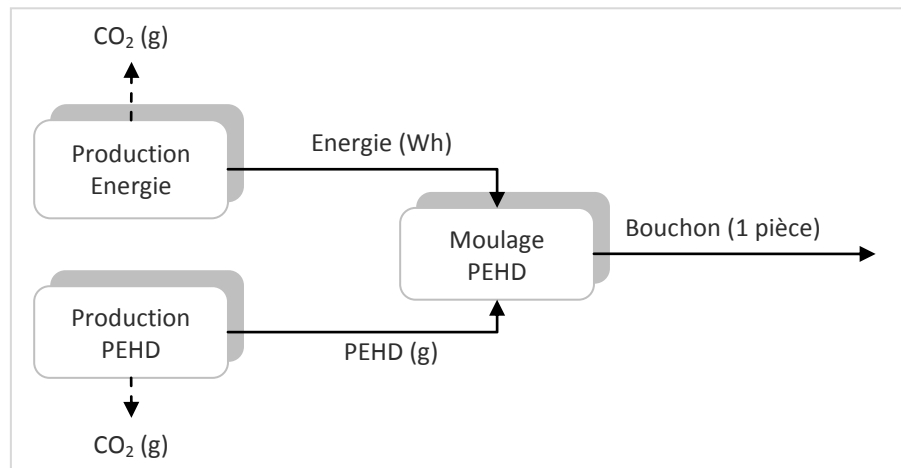 CO₂ (g)
Production
Energie
Energie (Wh)
Moulage
PEHD
Bouchon (1 pièce)
Production
PEHD
PEHD (g)
CO₂ (g)